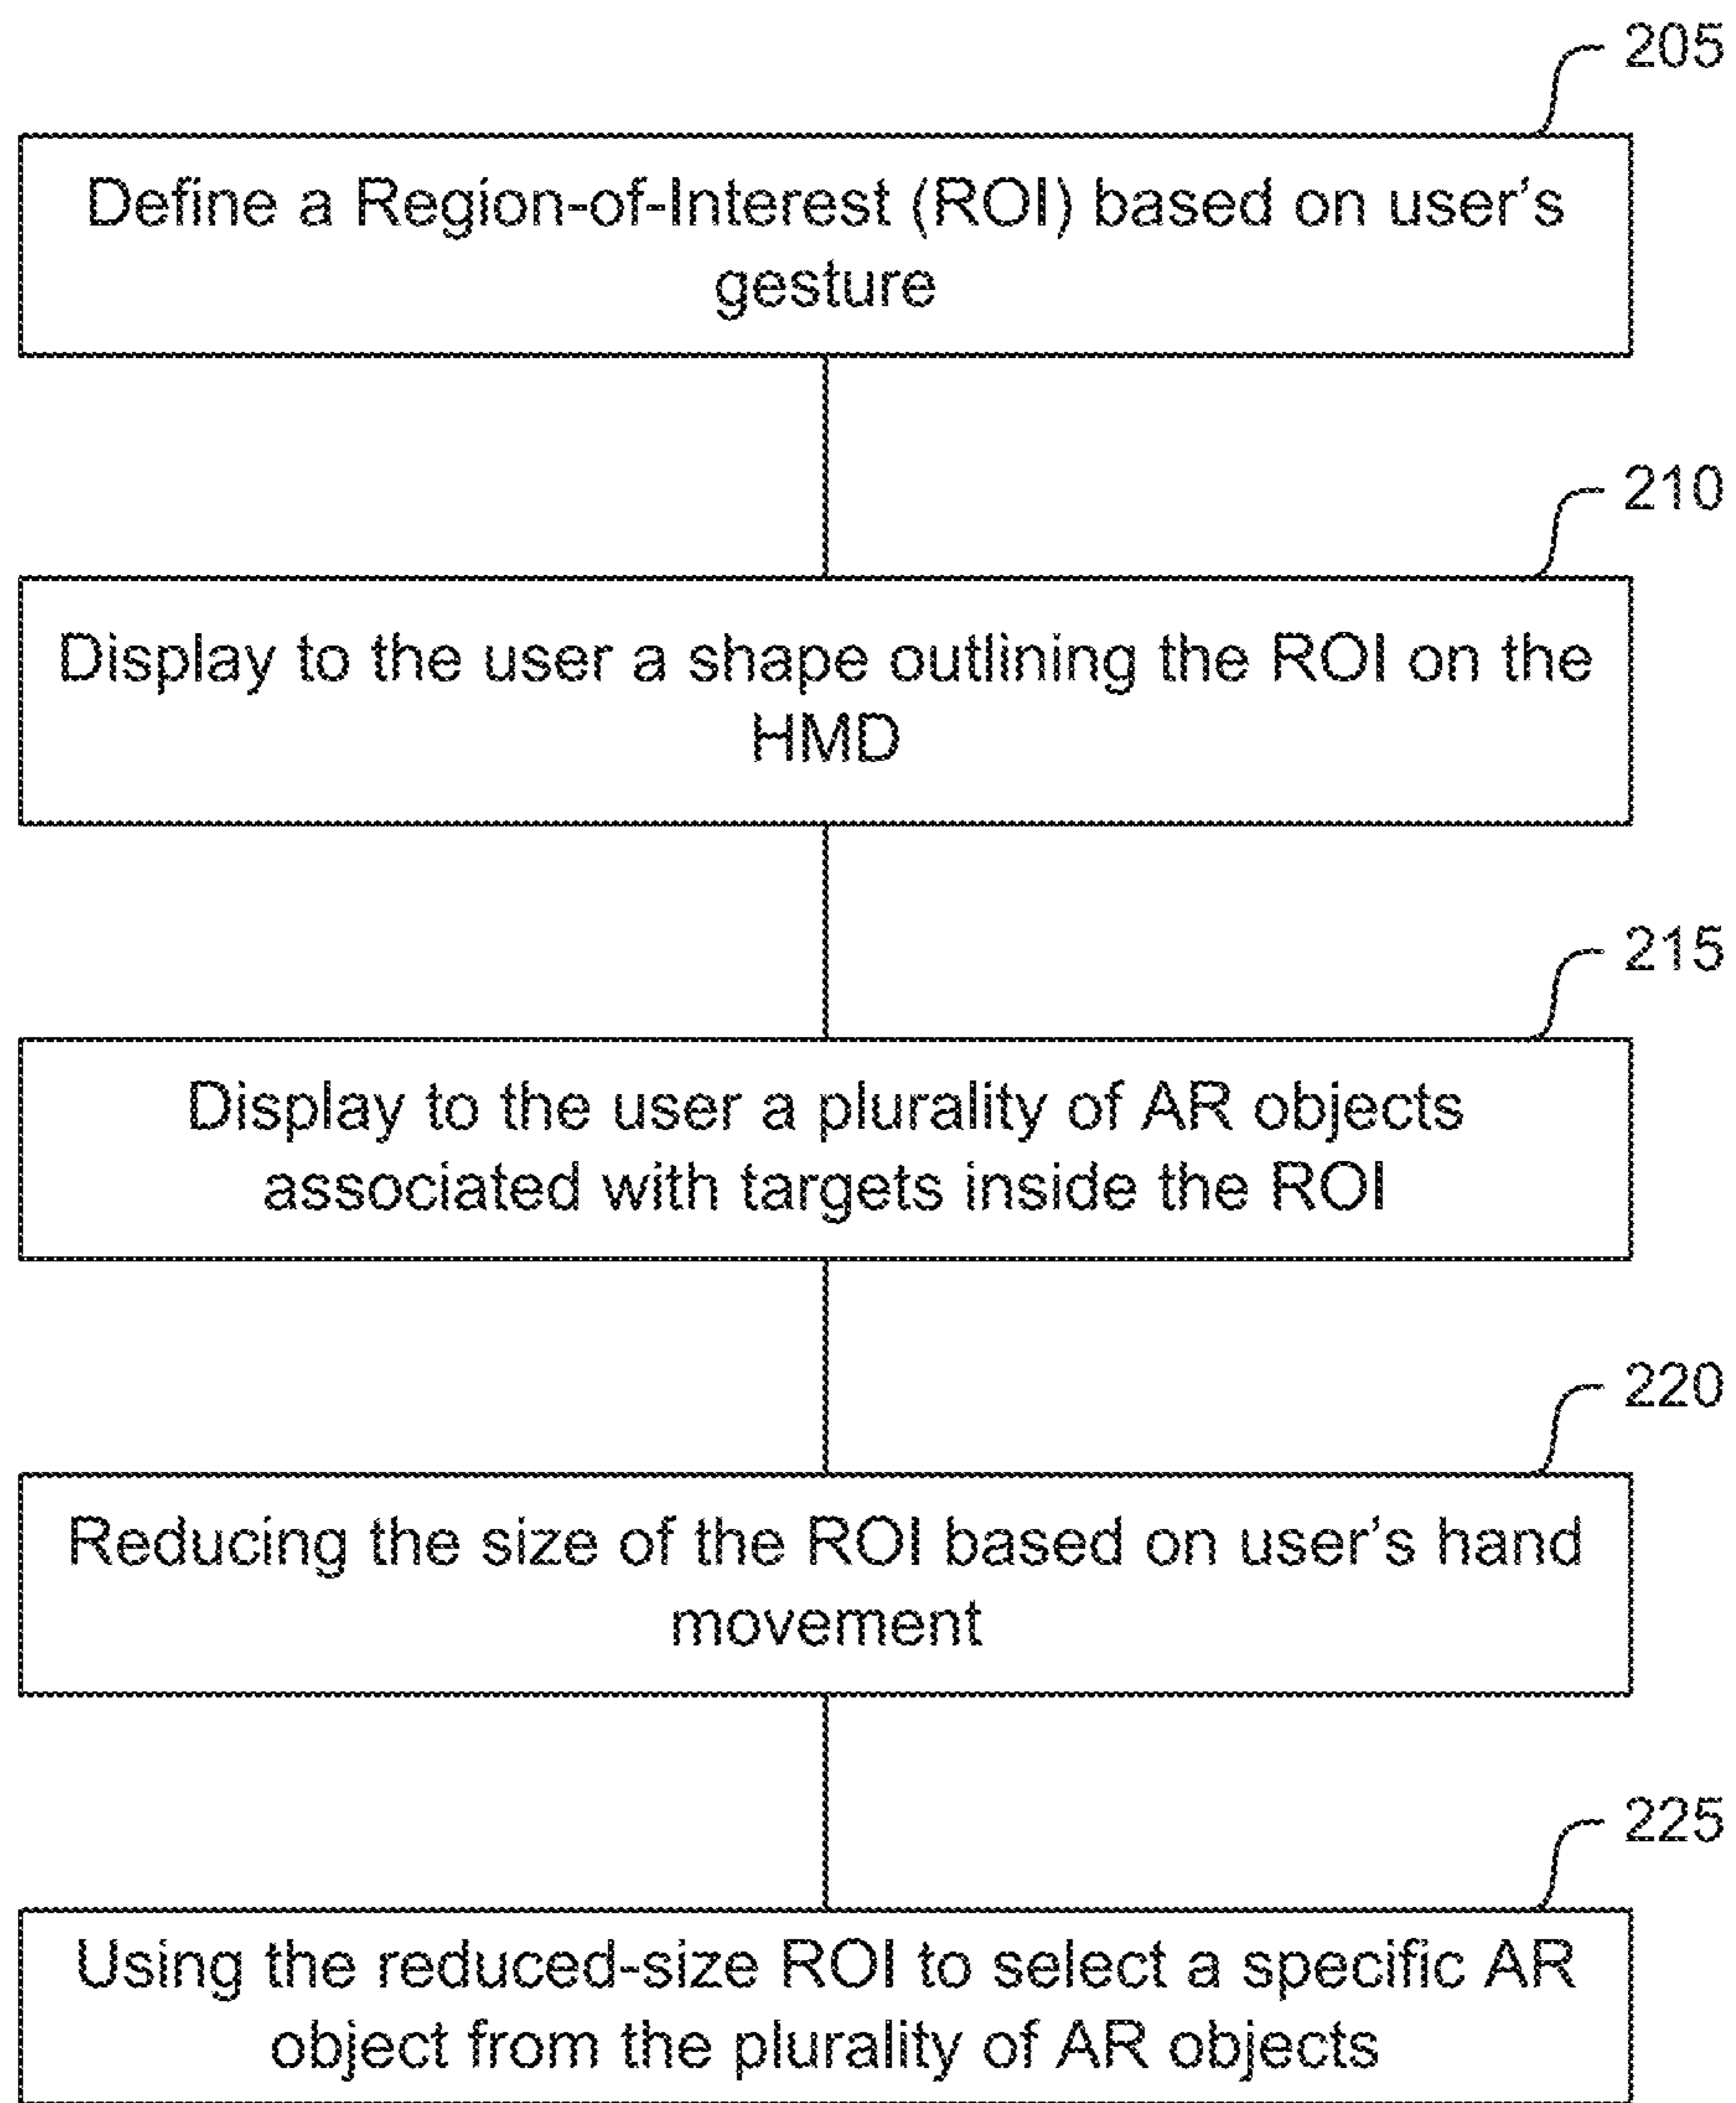 205
Define a Region-of-Interest (ROI) based on user's
gesture
210
Display to the user a shape outlining the ROI on the
HMD
215
Display to the user a plurality of AR objects
associated with targets inside the ROI
220
Reducing the size of the ROI based on user's hand
movement
225
Using the reduced-size ROI to select a specific AR
object from the plurality of AR objects